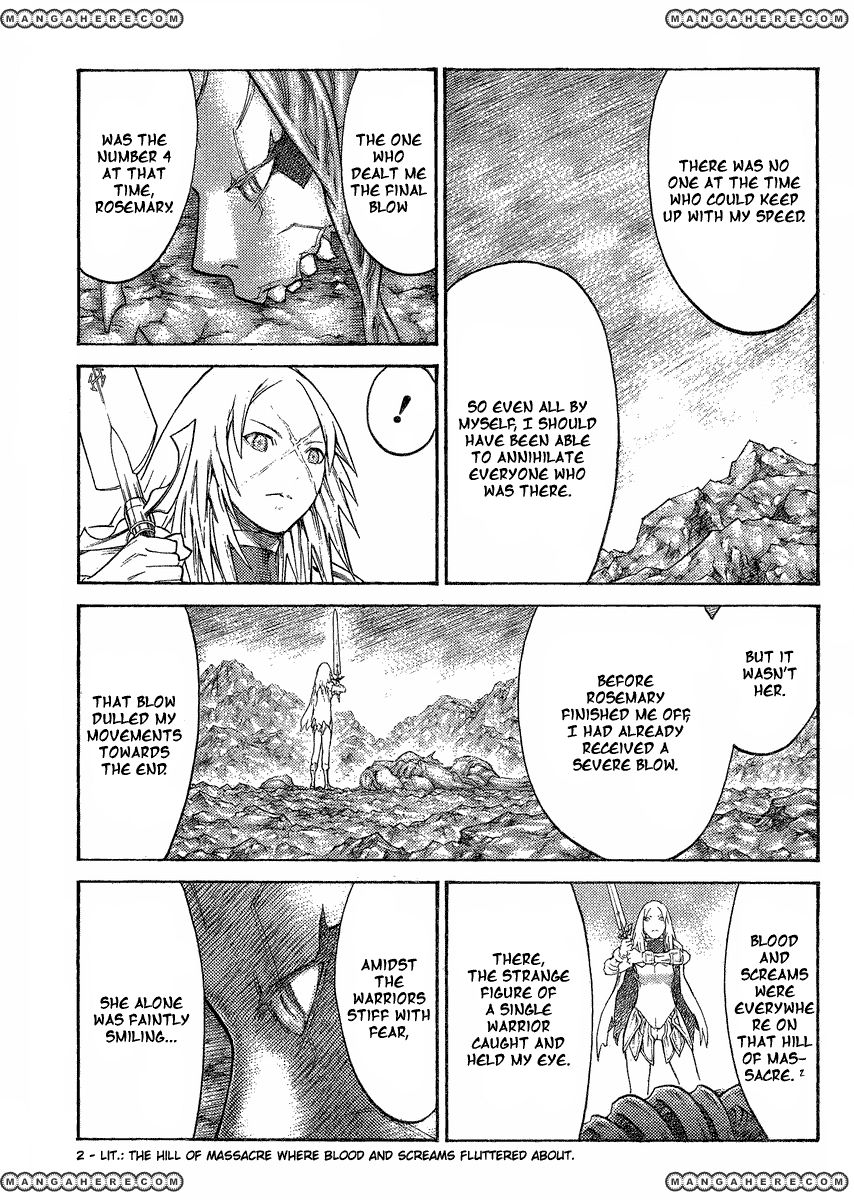 MANGAHERE.COM
MANGAHERE.COM
THERE WAS NO
ONE AT THE TIME
WHO COULD KEEP
UP WITH MY SPEED.
SO EVEN ALL BY
MYSELF, I SHOULD
HAVE BEEN ABLE
TO ANNIHILATE
EVERYONE WHO
WAS THERE.
THE ONE
WHO
DEALT ME
THE FINAL
BLOW
WAS THE
NUMBER 4
AT THAT
TIME,
ROSEMARY.
!
BUT IT
WASN'T
HER.
BEFORE
ROSEMARY
FINISHED ME OFF,
I HAD ALREADY
RECEIVED A
SEVERE BLOW.
THAT BLOW
DULLED MY
MOVEMENTS
TOWARDS
THE END.
BLOOD
AND
SCREAMS
WERE
EVERYWHE
RE ON
THAT HILL
OF MAS-
SACRE. 2
THERE,
THE STRANGE
FIGURE OF
A SINGLE
WARRIOR
CAUGHT AND
HELD MY EYE.
AMIDST
THE
WARRIORS
STIFF WITH
FEAR,
SHE ALONE
WAS FAINTLY
SMILING...
2 - LIT.: THE HILL OF MASSACRE WHERE BLOOD AND SCREAMS FLUTTERED ABOUT.
MANGAHERE.COM
MANGAHERE.COM